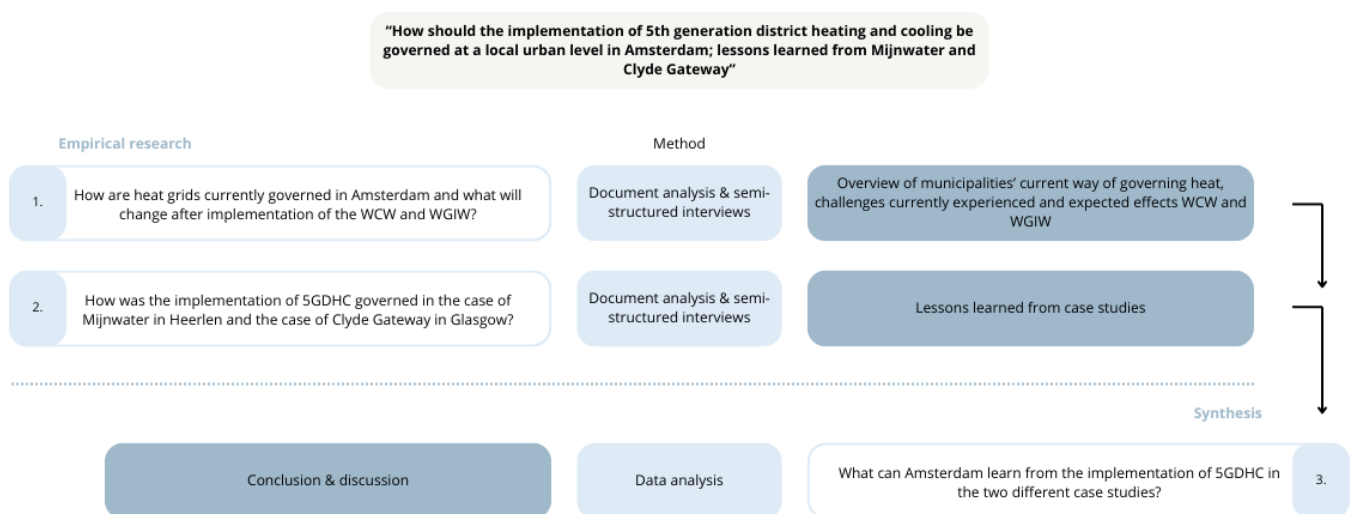 “How should the implementation of 5th generation district heating and cooling be
governed at a local urban level in Amsterdam; lessons learned from Mijnwater and
Clyde Gateway”
Empirical research
Method
1.
How are heat grids currently governed in Amsterdam and what will
change after implementation of the WCW and WGIW?
Document analysis & semi-
structured interviews
Overview of municipalities’ current way of governing heat,
challenges currently experienced and expected effects WCW and
WGIW
2.
How was the implementation of 5GDHC governed in the case of
Mijnwater in Heerlen and the case of Clyde Gateway in Glasgow?
Document analysis & semi-
structured interviews
Lessons learned from case studies
Synthesis
Conclusion & discussion
Data analysis
What can Amsterdam learn from the implementation of 5GDHC in
the two different case studies?
3.